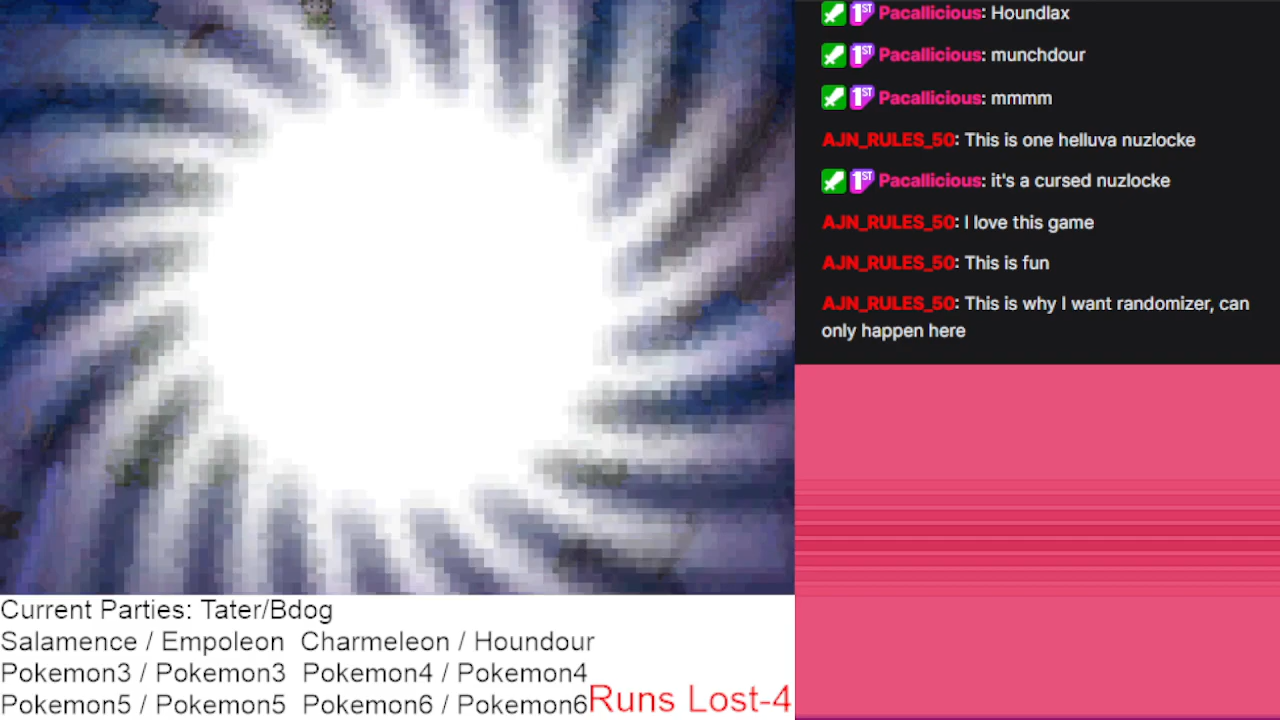 Pacallicious: Houndlax
Pacallicious: munchdour
Pacallicious: mmmm
AJN_RULES_50: This is one helluva nuzlocke
Pacallicious: it's a cursed nuzlocke
AJN_RULES_50: I love this game
AJN_RULES_50: This is fun
AJN_RULES_50: This is why I want randomizer, can
only happen here
Current Parties: Tater/Bdog
Salamence / Empoleon  Charmeleon / Houndour
Pokemon3 / Pokemon3  Pokemon4 / Pokemon4
Pokemon5 / Pokemon5  Pokemon6 / Pokemon6
Runs Lost-4